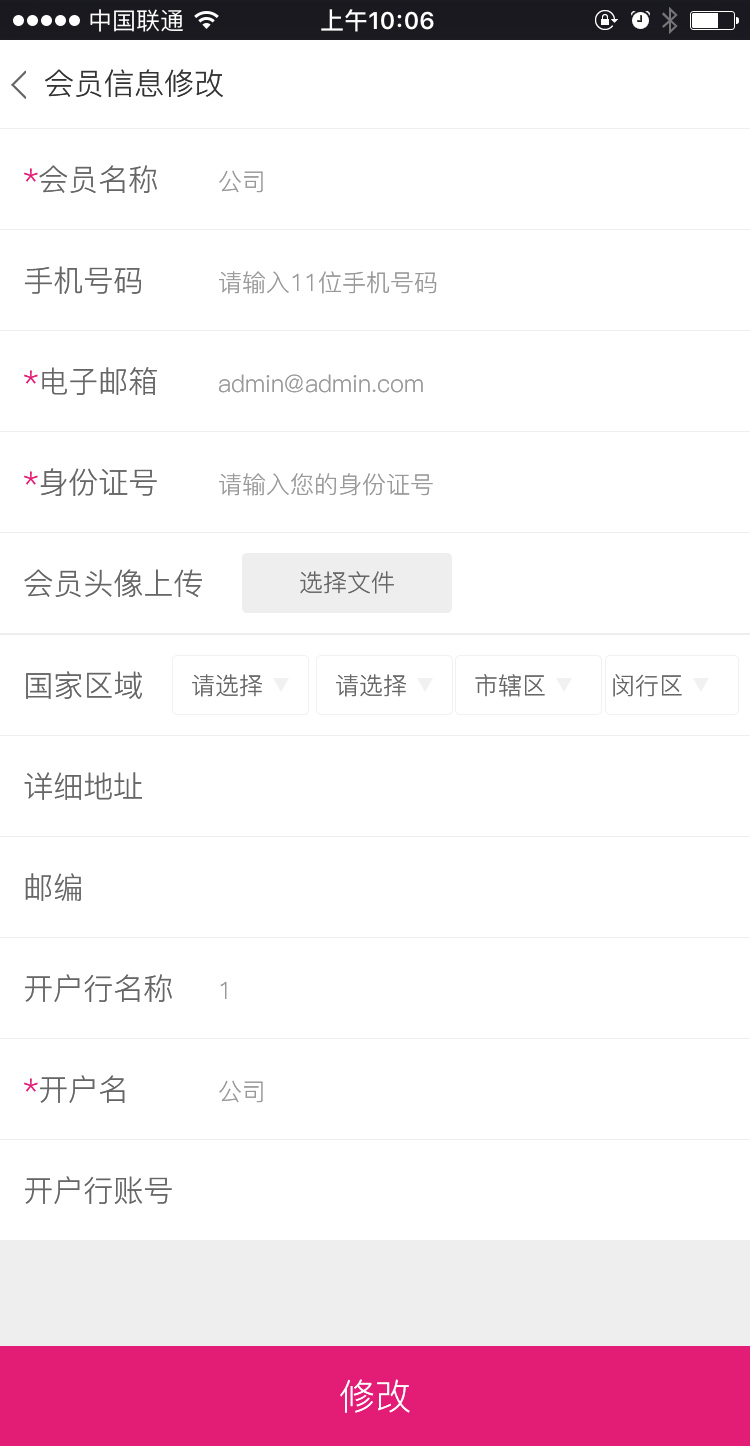 中国联通 上午10:06
会员信息修改
*会员名称 公司
手机号码 请输入11位手机号码
*电子邮箱 admin@admin.com
*身份证号 请输入您的身份证号
会员头像上传 选择文件
国家区域 请选择 请选择 市辖区 闵行区
详细地址
邮编
开户行名称 1
*开户名 公司
开户行账号
修改